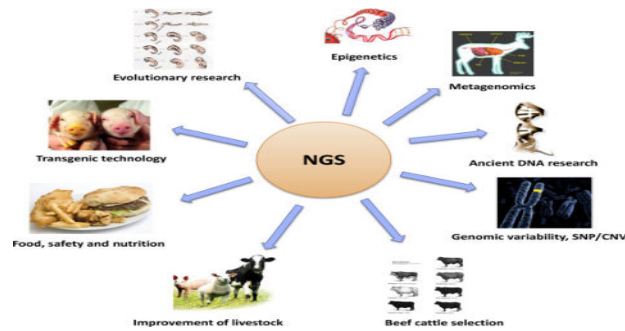 Epigenetics
Evolutionary research
Metagenomics
Transgenic technology
NGS
Ancient DNA research
Food, safety and nutrition
Genomic variability, SNP/CNV
Improvement of livestock
Beef cattle selection